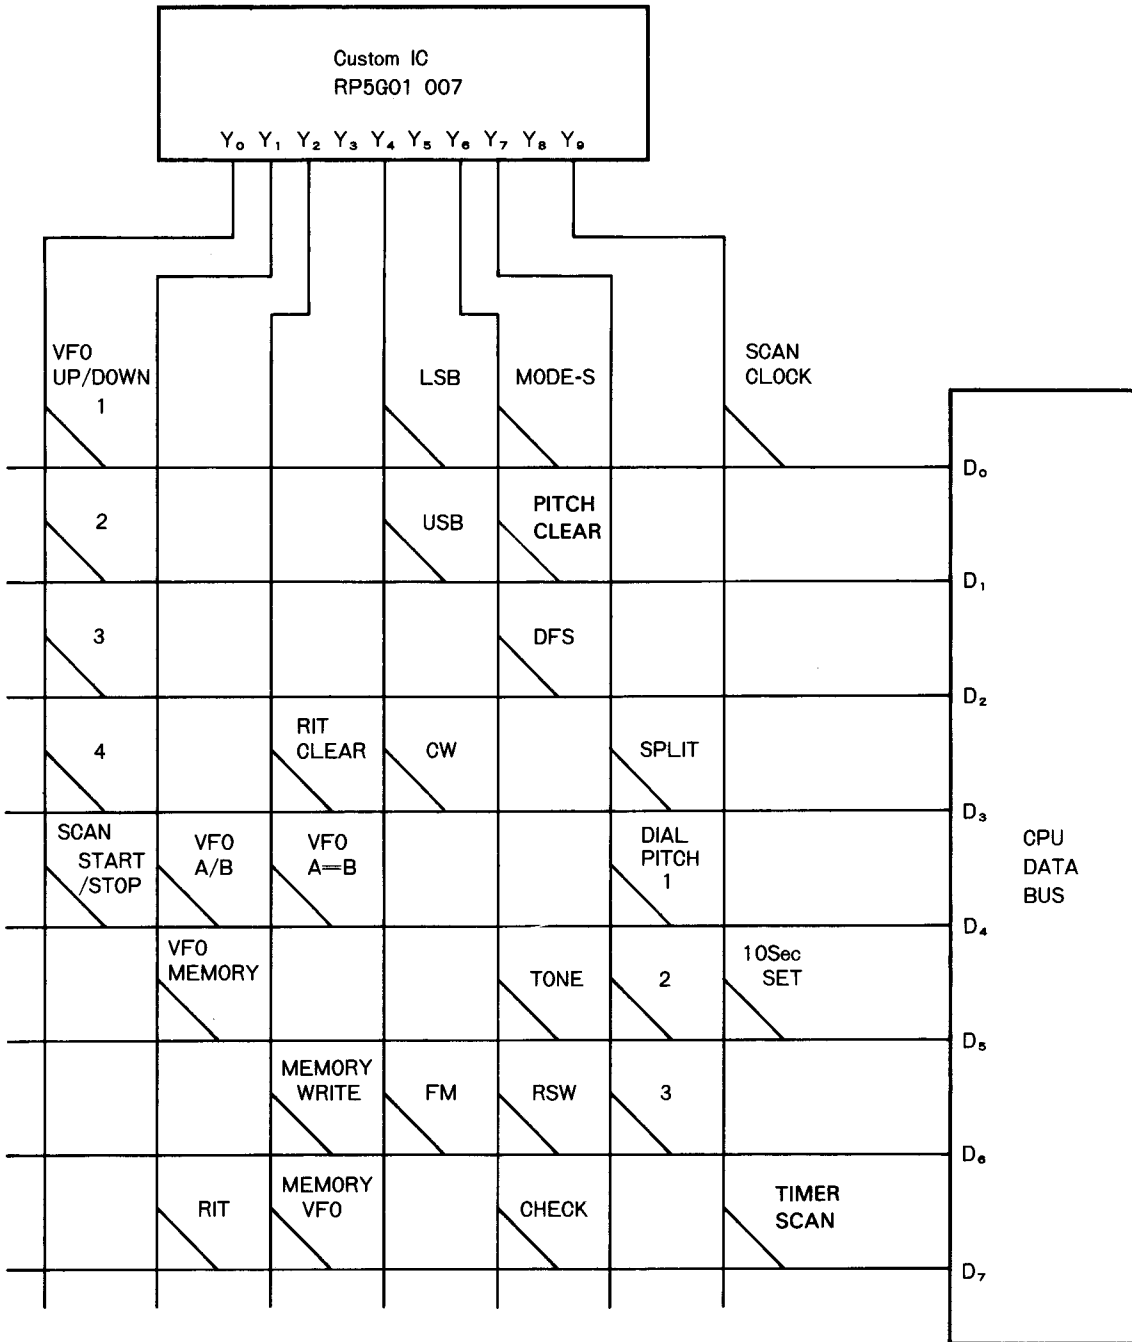 Custom IC
RP5G01 007
Y₀ Y₁ Y₂ Y₃ Y₄ Y₅ Y₆ Y₇ Y₈ Y₉
VFO
UP/DOWN
1
LSB
MODE-S
SCAN
CLOCK
D₀
2
USB
PITCH
CLEAR
D₁
3
DFS
D₂
4
RIT
CLEAR
CW
SPLIT
D₃
SCAN
START
/STOP
VFO
A/B
VFO
A=B
DIAL
PITCH
1
D₄
CPU
DATA
BUS
VFO
MEMORY
TONE
2
10Sec
SET
D₅
MEMORY
WRITE
FM
RSW
3
D₆
RIT
MEMORY
VFO
CHECK
TIMER
SCAN
D₇